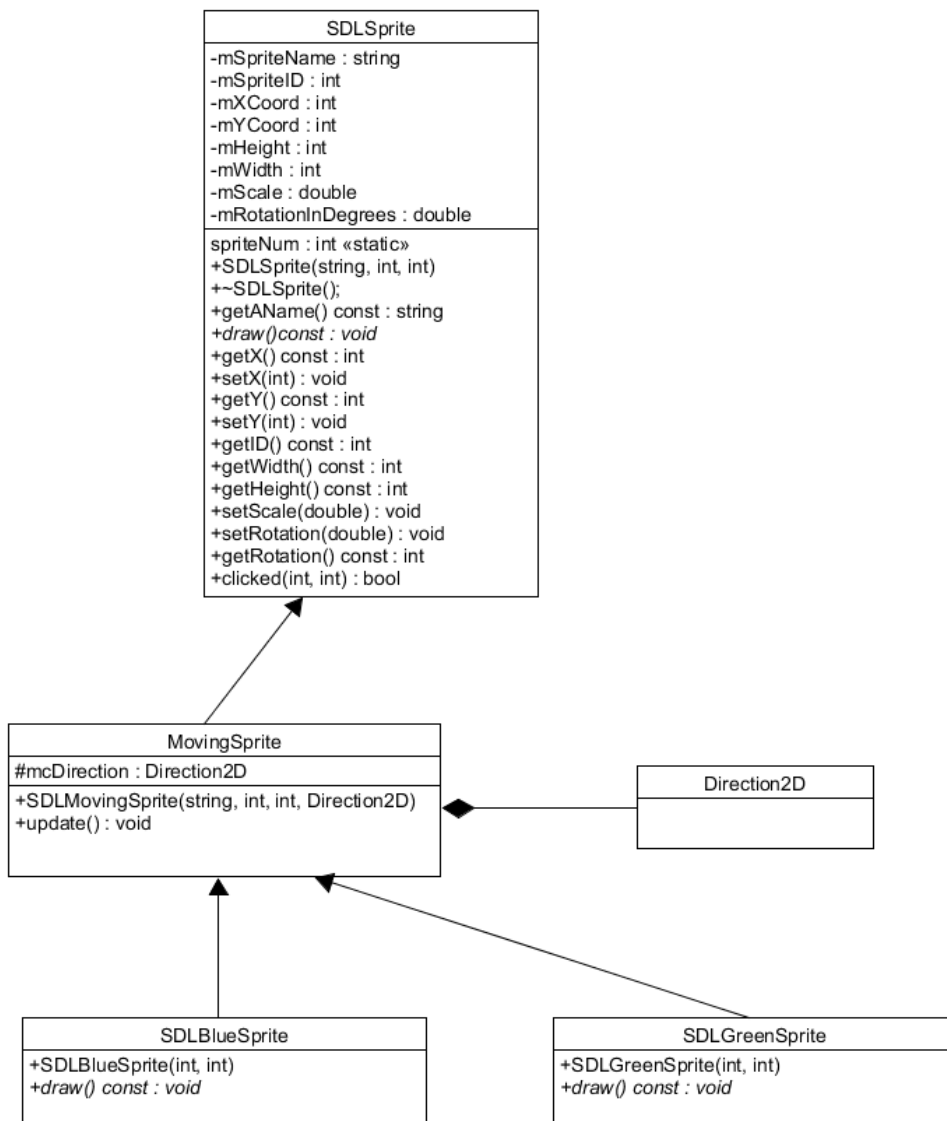 SDLSprite
-mSpriteName : string
-mSpriteID : int
-mXCoord : int
-mYCoord : int
-mHeight : int
-mWidth : int
-mScale : double
-mRotationInDegrees : double
spriteNum : int «static»
+SDLSprite(string, int, int)
+~SDLSprite();
+getAName() const : string
+draw()const : void
+getX() const : int
+setX(int) : void
+getY() const : int
+setY(int) : void
+getID() const : int
+getWidth() const : int
+getHeight() const : int
+setScale(double) : void
+setRotation(double) : void
+getRotation() const : int
+clicked(int, int) : bool
MovingSprite
#mcDirection : Direction2D
+SDLMovingSprite(string, int, int, Direction2D)
+update() : void
Direction2D
SDLBlueSprite
+SDLBlueSprite(int, int)
+draw() const : void
SDLGreenSprite
+SDLGreenSprite(int, int)
+draw() const : void